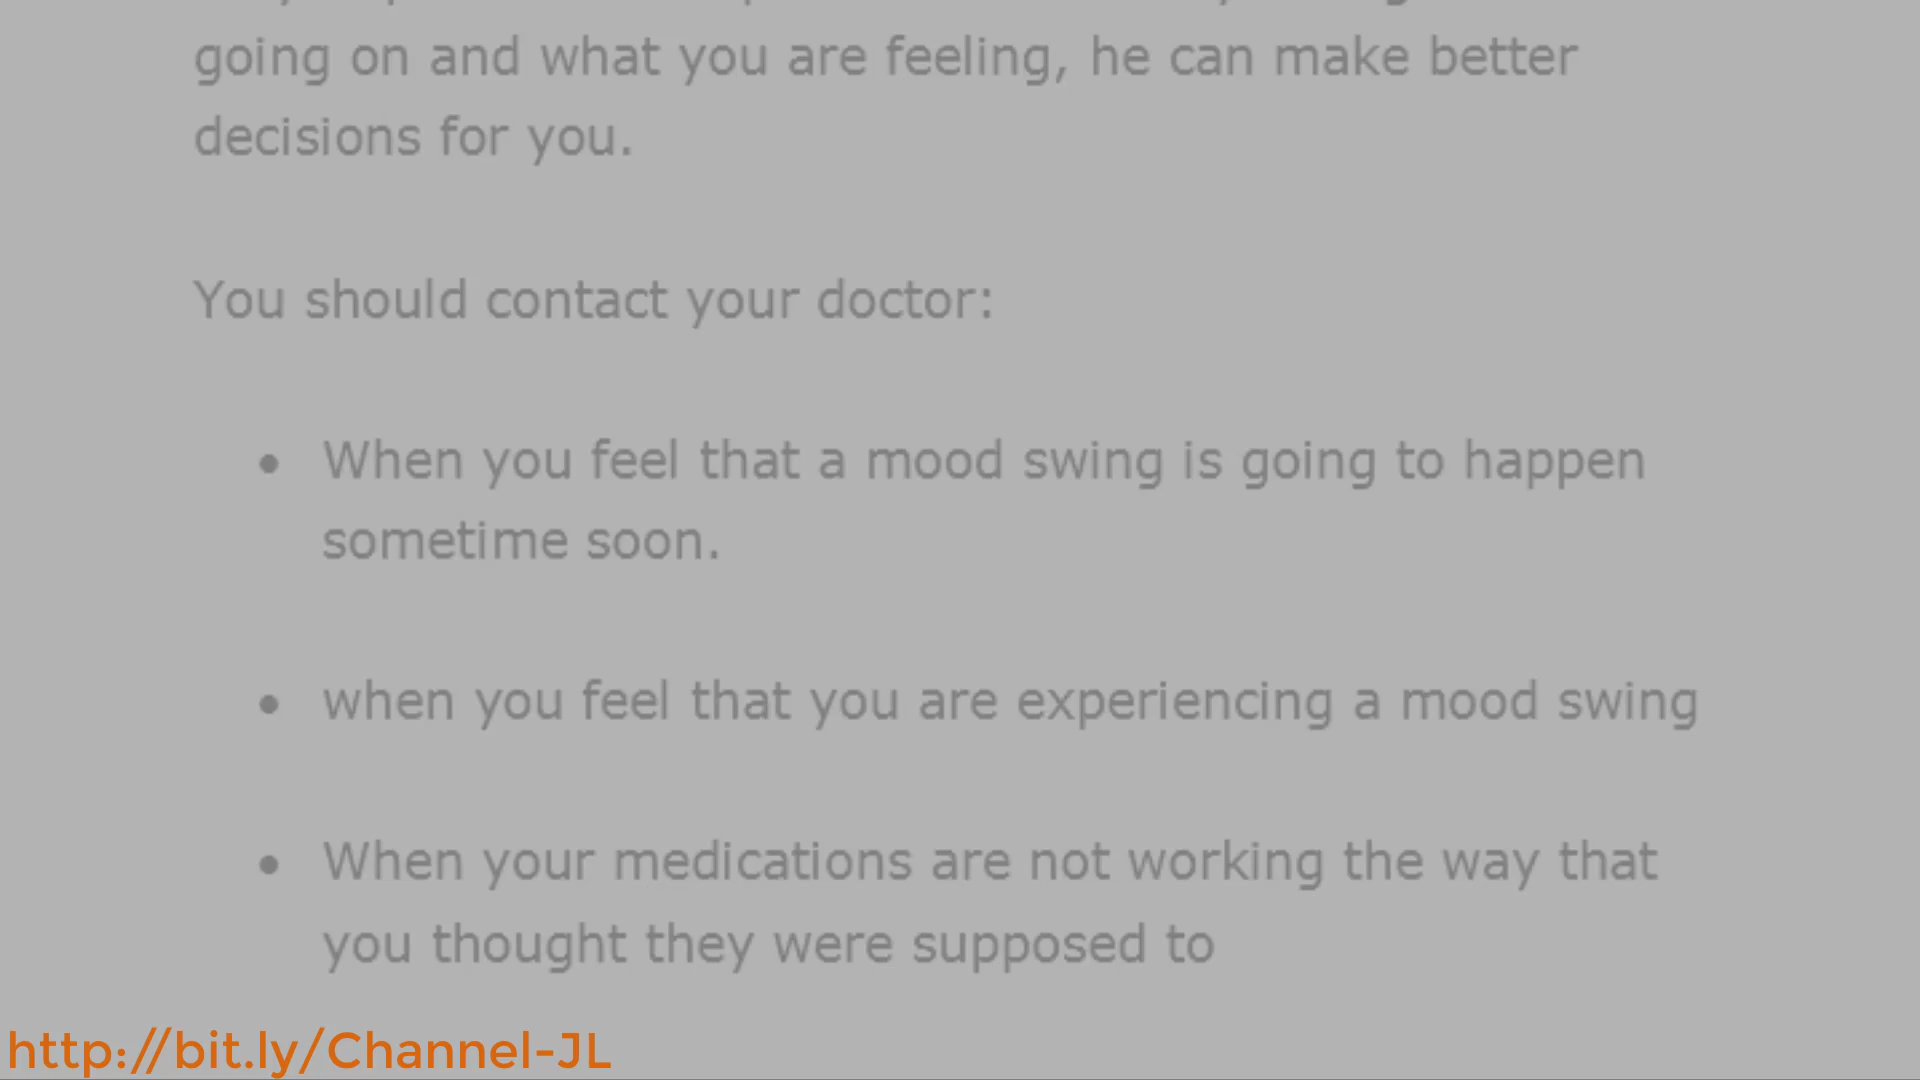 going on and what you are feeling, he can make better
decisions for you.
You should contact your doctor:
• When you feel that a mood swing is going to happen
sometime soon.
• when you feel that you are experiencing a mood swing
• When your medications are not working the way that
you thought they were supposed to
http://bit.ly/Channel-JL